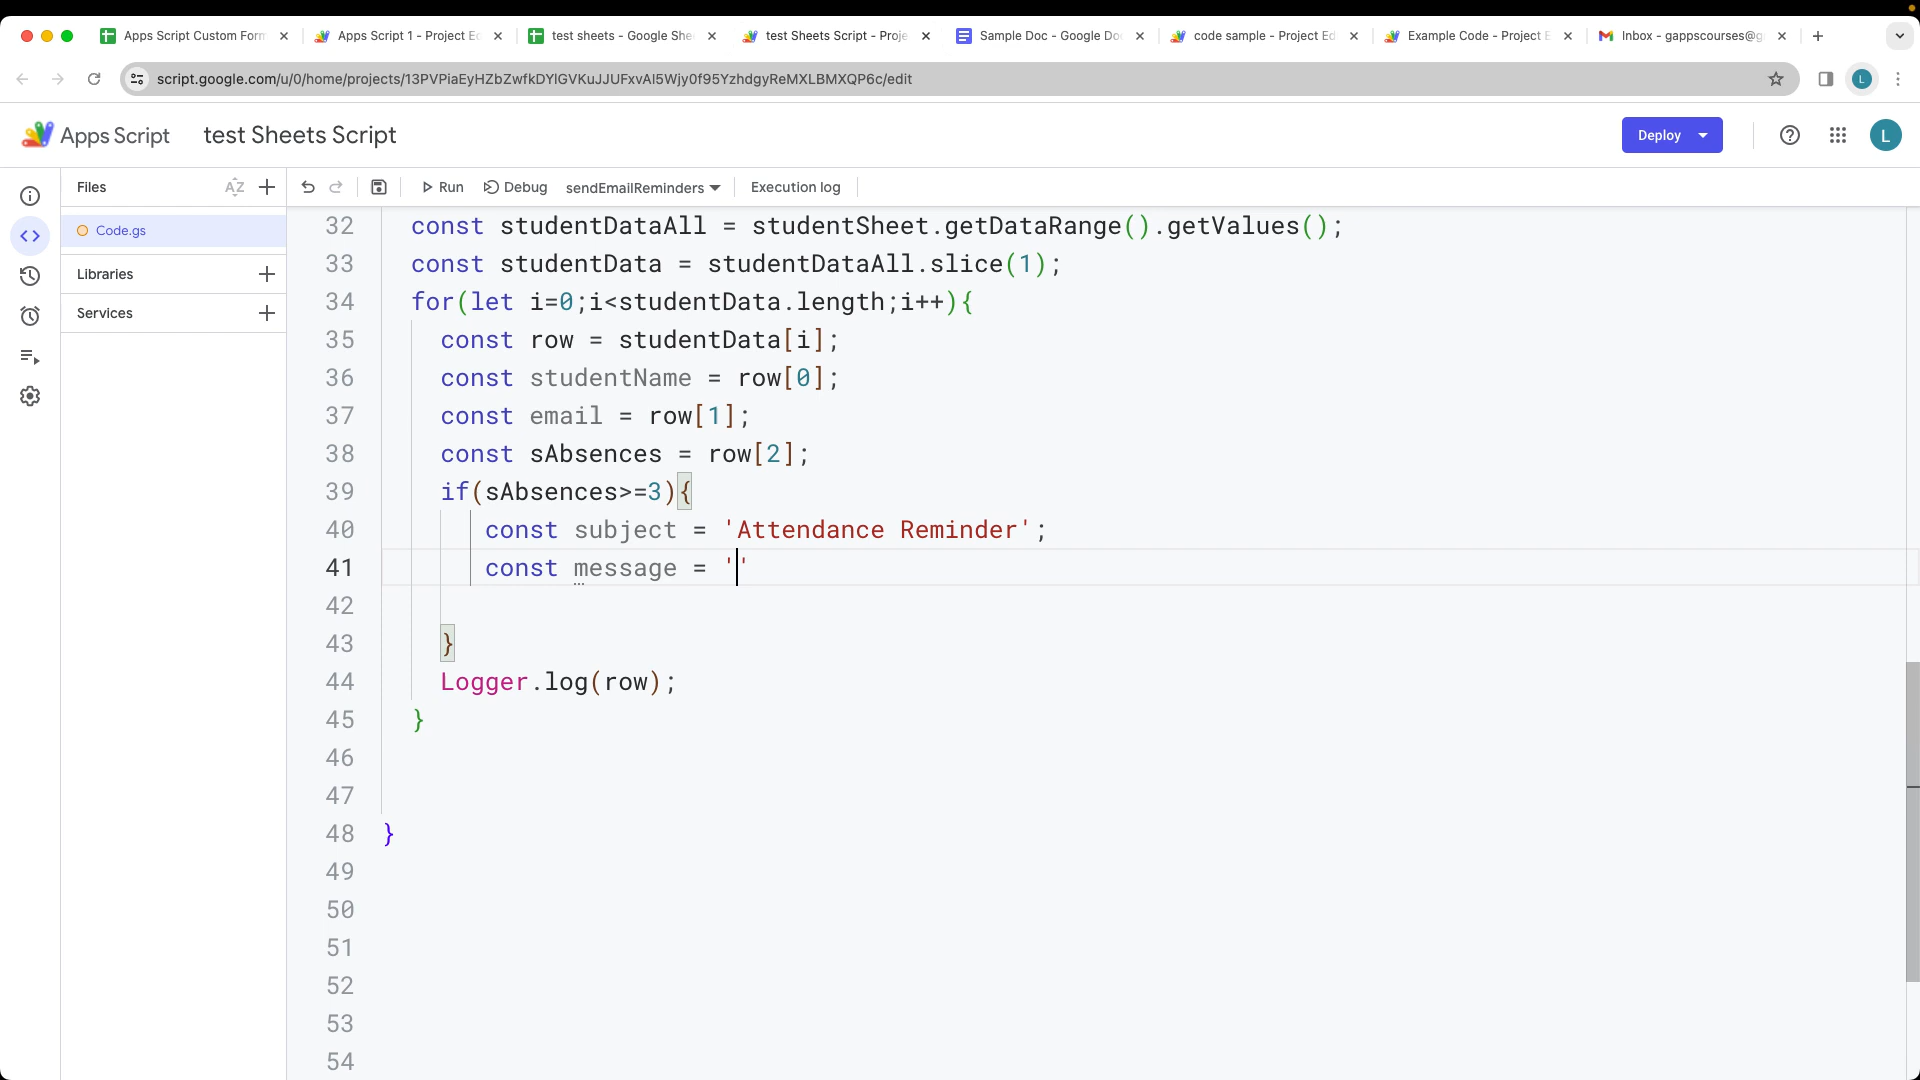 Apps Script Custom Form
Apps Script 1 - Project Ed
test sheets - Google She
test Sheets Script - Proje
Sample Doc - Google Do
code sample - Project Edi
Example Code - Project E
Inbox - gappscourses@g
script.google.com/u/0/home/projects/13PVPiaEyHZbZwfkDYlGVKuJJUFxvAl5Wjy0f95YzhdgyReMXLBMXQP6c/edit
L
Apps Script
test Sheets Script
Deploy
L
Files
AZ
Run
Debug
sendEmailReminders
Execution log
Code.gs
Libraries
Services
32 const studentDataAll = studentSheet.getDataRange().getValues();
33 const studentData = studentDataAll.slice(1);
34 for(let i=0;i<studentData.length;i++){
35 const row = studentData[i];
36 const studentName = row[0];
37 const email = row[1];
38 const sAbsences = row[2];
39 if(sAbsences>=3){
40 const subject = 'Attendance Reminder';
41 const message = ''
42
43 }
44 Logger.log(row);
45 }
46
47
48 }
49
50
51
52
53
54